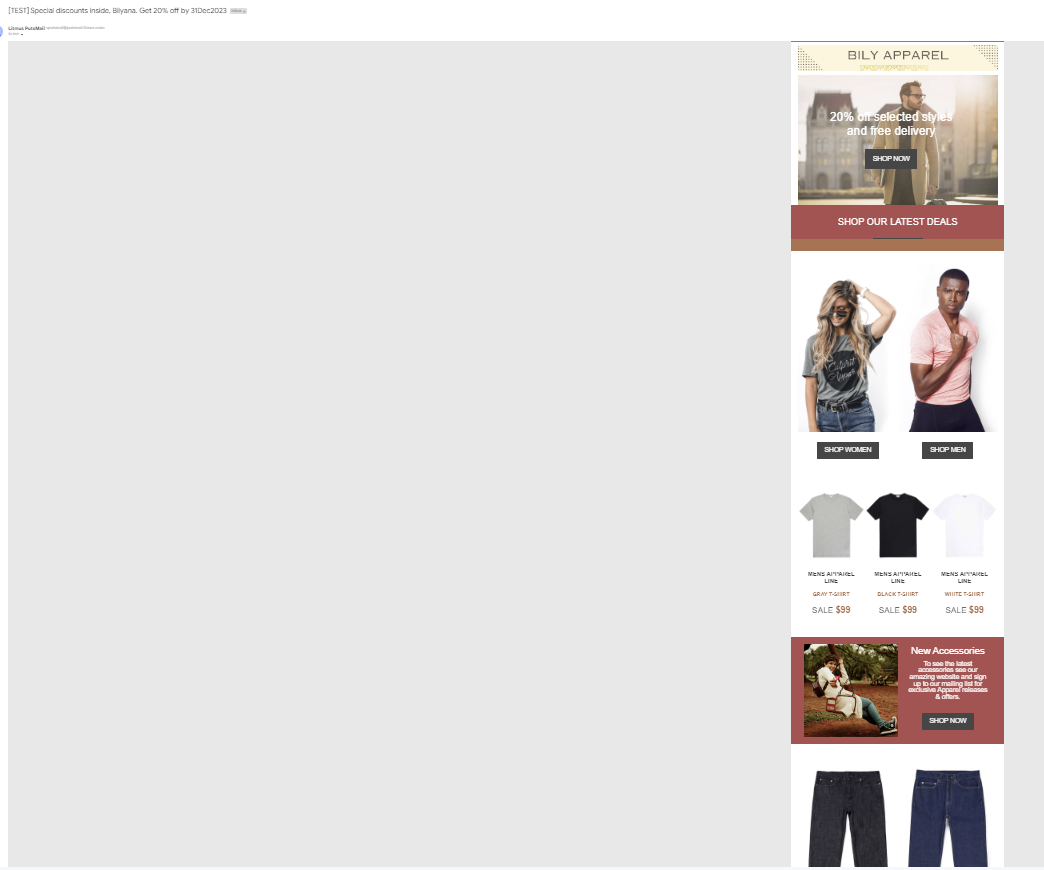 [TEST] Special discounts inside, Bilyana. Get 20% off by 31Dec2023
Litmus PutsMail
BILY APPAREL
20% off selected styles
and free delivery
SHOP NOW
SHOP OUR LATEST DEALS
SHOP WOMEN SHOP MEN
MENS APPAREL
LINE
GRAY T-SHIRT
SALE $99
MENS APPAREL
LINE
BLACK T-SHIRT
SALE $99
MENS APPAREL
LINE
WHITE T-SHIRT
SALE $99
New Accessories
To see the latest
accessories see our
amazing website and sign
up to our mailing list for
exclusive Apparel releases
& offers.
SHOP NOW